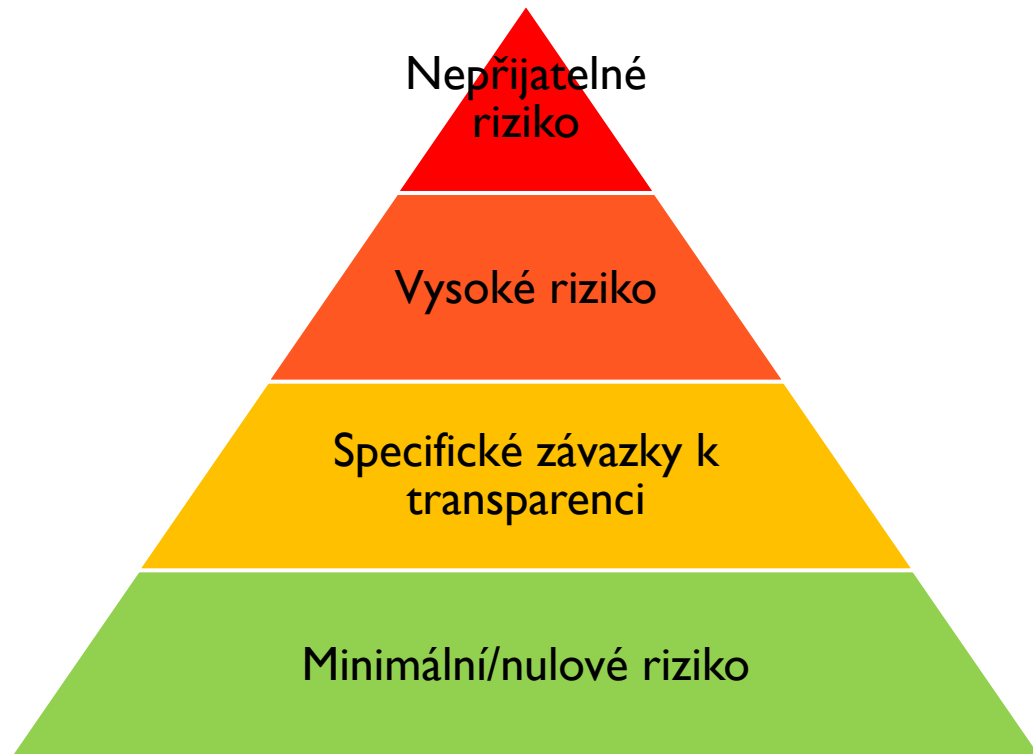 Nepřijatelné
riziko
Vysoké riziko
Specifické závazky k
transparenci
Minimální/nulové riziko